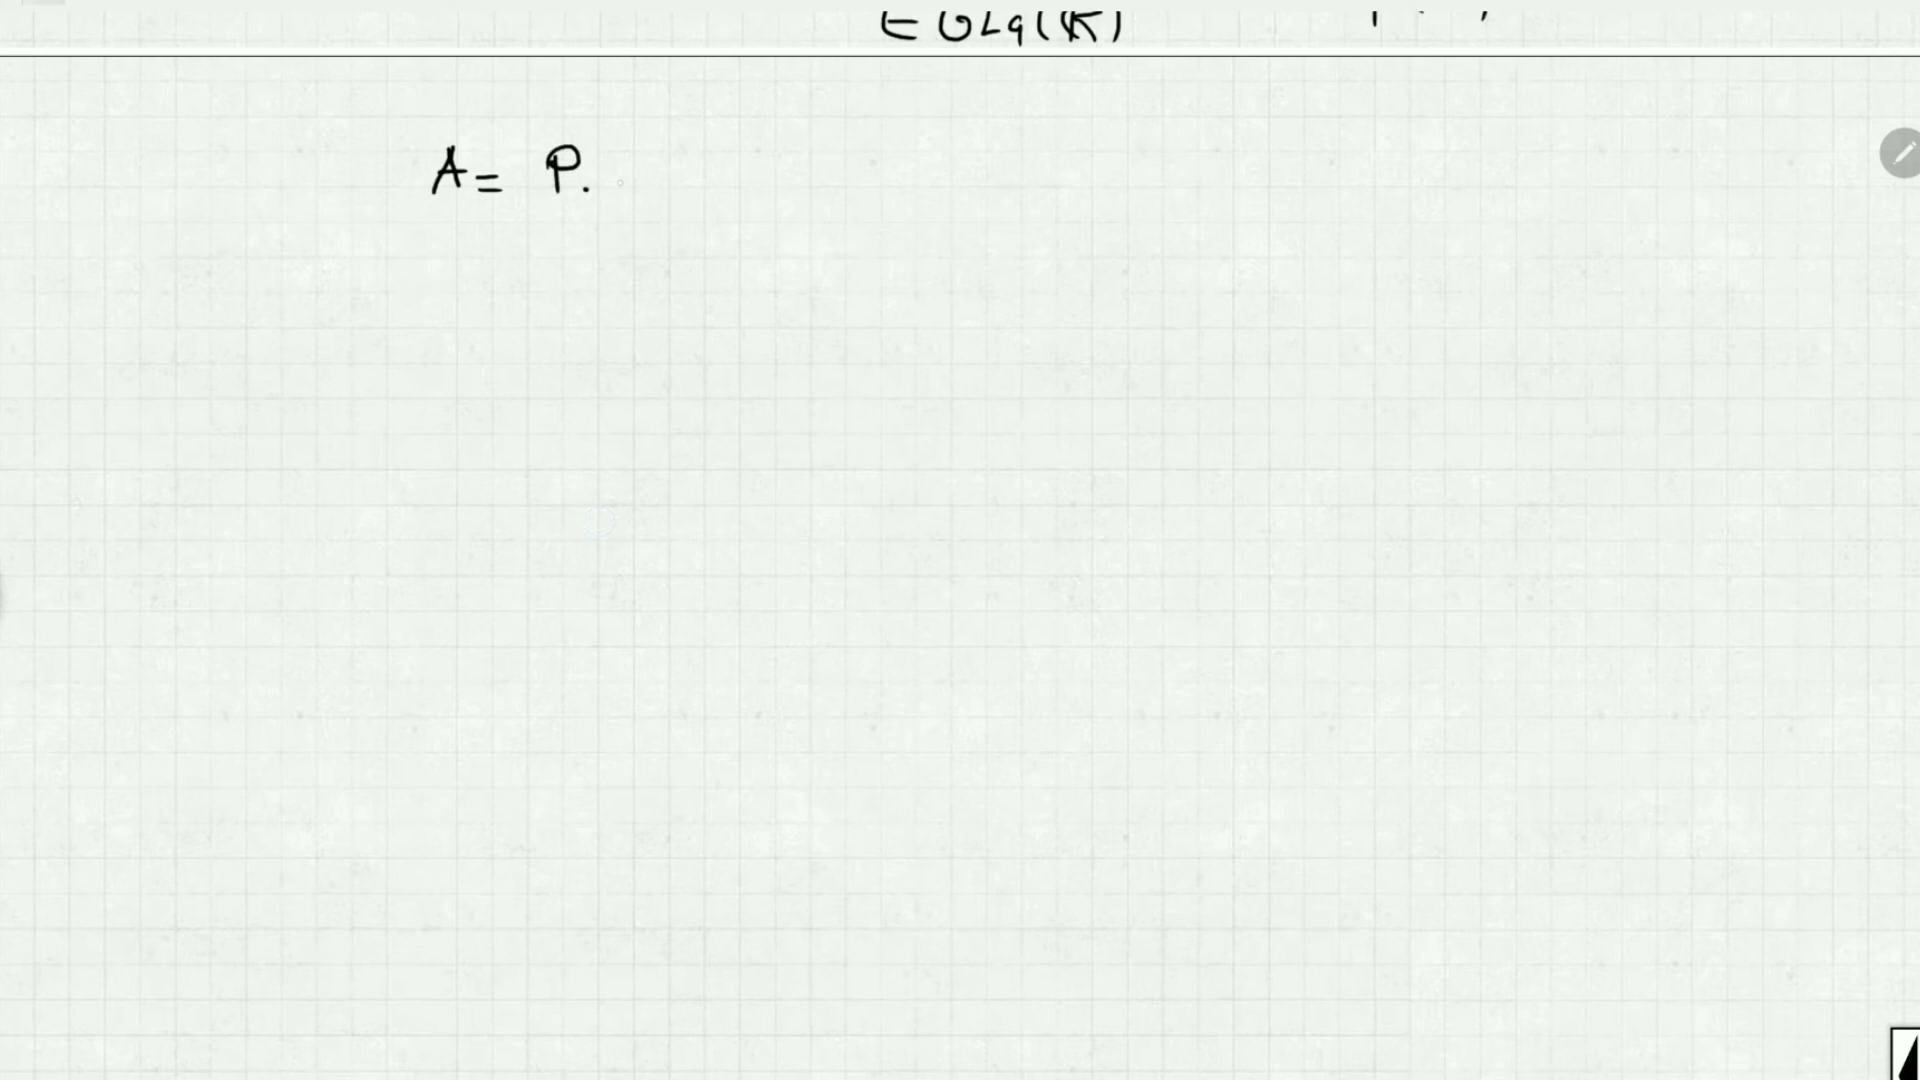 ∈ GLq(K)
A = P.